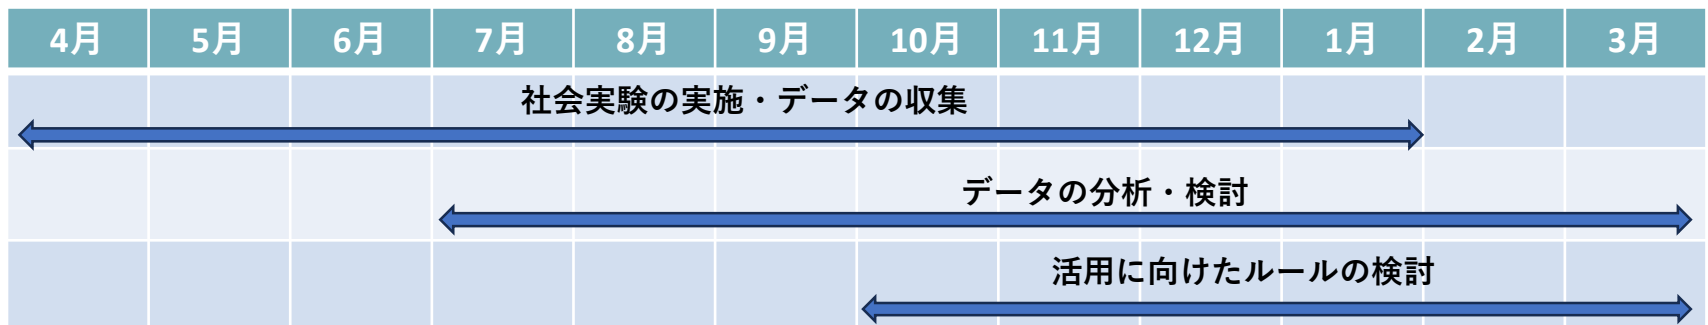 4月 5月 6月 7月 8月 9月 10月 11月 12月 1月 2月 3月
社会実験の実施・データの収集
データの分析・検討
活用に向けたルールの検討